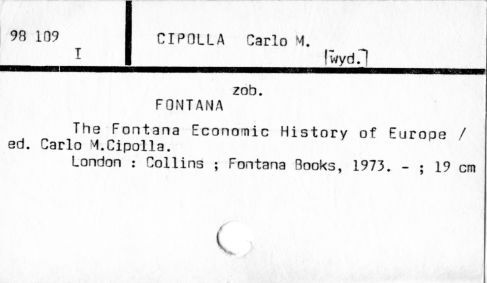 98 109
I
CIPOLLA Carlo M.
[wyd.]
zob.
FONTANA
The Fontana Economic History of Europe /
ed. Carlo M.Cipolla.
London : Collins ; Fontana Books, 1973. - ; 19 cm